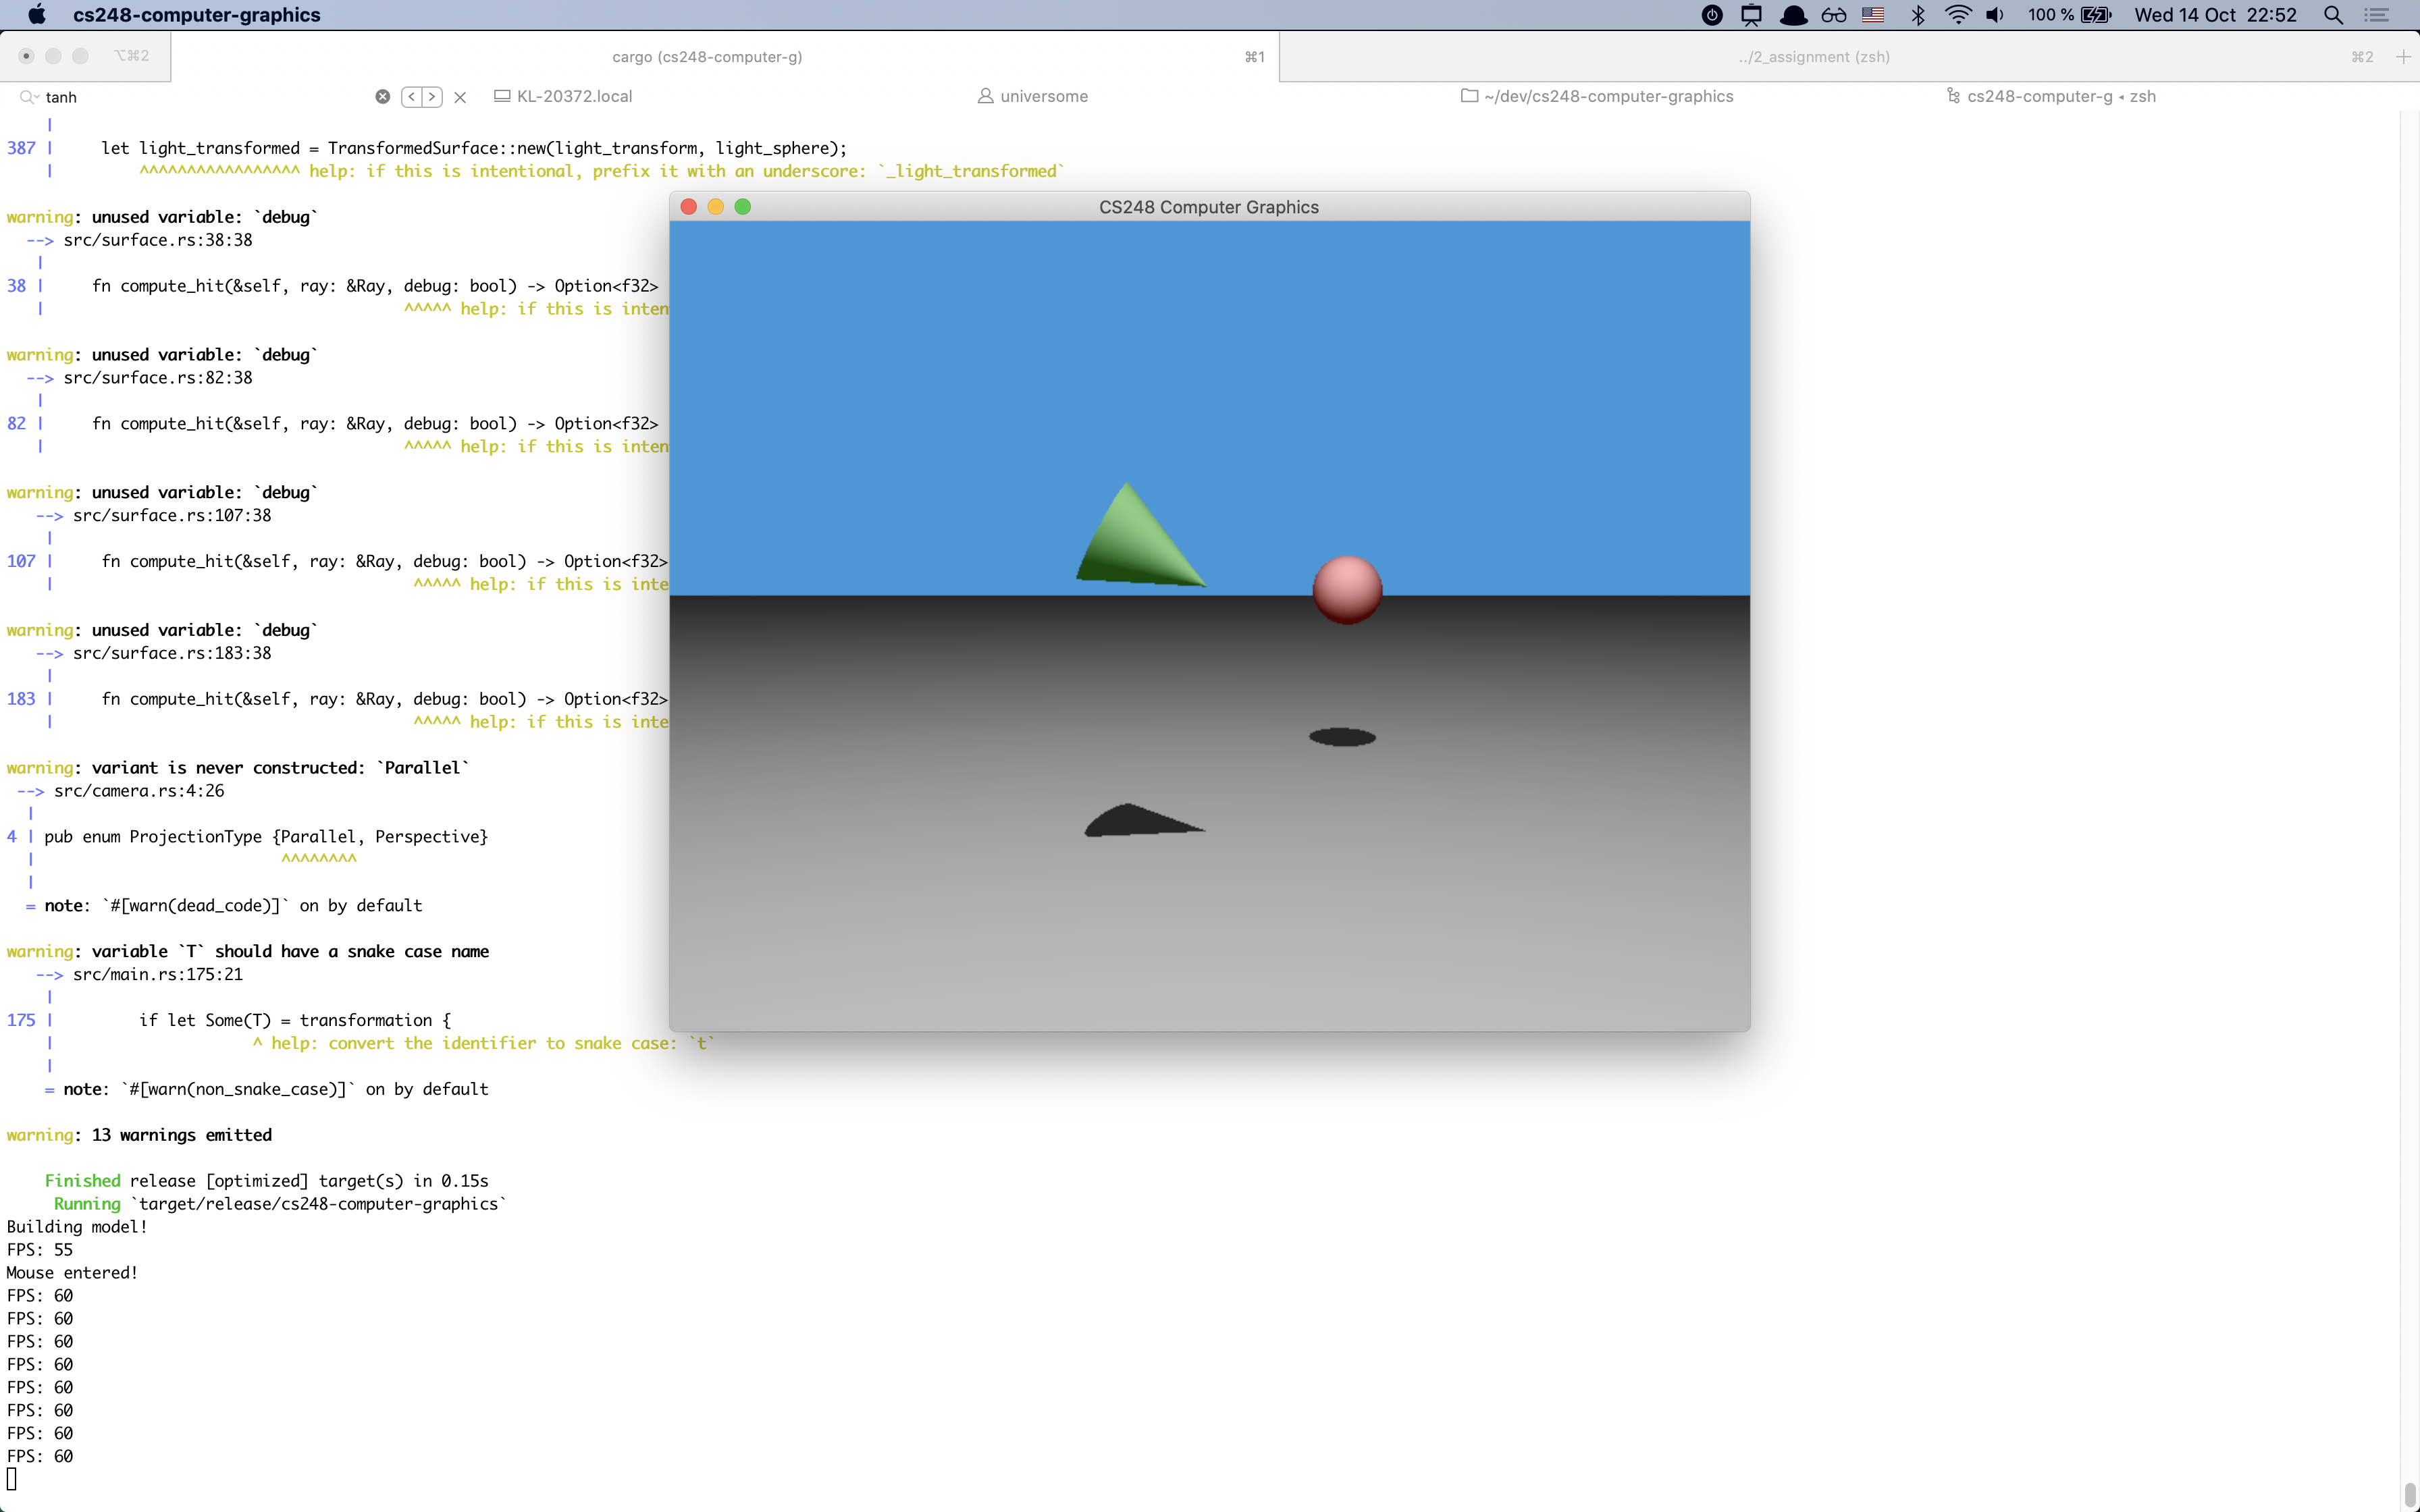 cs248-computer-graphics
100 %
Wed 14 Oct 22:52
⌥⌘2
cargo (cs248-computer-g)
⌘1
../2_assignment (zsh)
⌘2
tanh
KL-20372.local
universome
~/dev/cs248-computer-graphics
cs248-computer-g ◂ zsh
|
387 |     let light_transformed = TransformedSurface::new(light_transform, light_sphere);
|         ^^^^^^^^^^^^^^^^^ help: if this is intentional, prefix it with an underscore: `_light_transformed`
warning: unused variable: `debug`
--> src/surface.rs:38:38
|
38 |     fn compute_hit(&self, ray: &Ray, debug: bool) -> Option<f32>
|                                      ^^^^^ help: if this is inten
warning: unused variable: `debug`
--> src/surface.rs:82:38
|
82 |     fn compute_hit(&self, ray: &Ray, debug: bool) -> Option<f32>
|                                      ^^^^^ help: if this is inten
warning: unused variable: `debug`
--> src/surface.rs:107:38
|
107 |     fn compute_hit(&self, ray: &Ray, debug: bool) -> Option<f32>
|                                      ^^^^^ help: if this is inte
warning: unused variable: `debug`
--> src/surface.rs:183:38
|
183 |     fn compute_hit(&self, ray: &Ray, debug: bool) -> Option<f32>
|                                      ^^^^^ help: if this is inte
warning: variant is never constructed: `Parallel`
--> src/camera.rs:4:26
|
4 | pub enum ProjectionType {Parallel, Perspective}
|                          ^^^^^^^^
|
= note: `#[warn(dead_code)]` on by default
warning: variable `T` should have a snake case name
--> src/main.rs:175:21
|
175 |         if let Some(T) = transformation {
|                     ^ help: convert the identifier to snake case: `t`
|
= note: `#[warn(non_snake_case)]` on by default
warning: 13 warnings emitted
Finished release [optimized] target(s) in 0.15s
Running `target/release/cs248-computer-graphics`
Building model!
FPS: 55
Mouse entered!
FPS: 60
FPS: 60
FPS: 60
FPS: 60
FPS: 60
FPS: 60
FPS: 60
FPS: 60
CS248 Computer Graphics